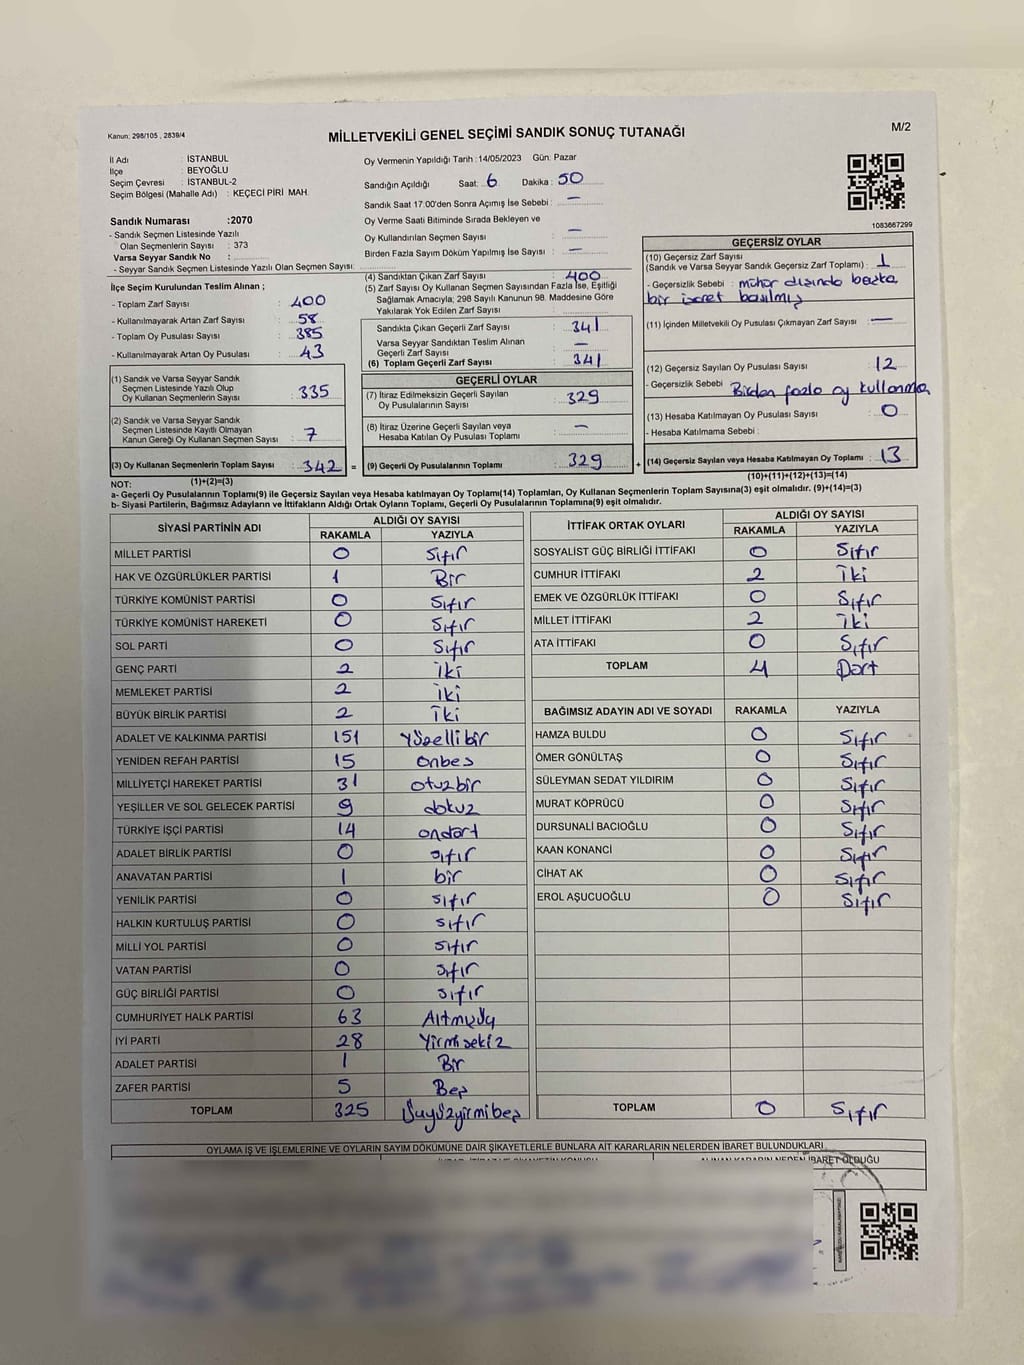 Kanun: 298/105 , 2839/4
MİLLETVEKİLİ GENEL SEÇİMİ SANDIK SONUÇ TUTANAĞI
M/2
İl Adı : İSTANBUL
İlçe : BEYOĞLU
Seçim Çevresi : İSTANBUL-2
Seçim Bölgesi (Mahalle Adı) : KEÇECİ PİRİ MAH.
Sandık Numarası :2070
- Sandık Seçmen Listesinde Yazılı
Olan Seçmenlerin Sayısı : 373
Varsa Seyyar Sandık No :
- Seyyar Sandık Seçmen Listesinde Yazılı Olan Seçmen Sayısı:
Oy Vermenin Yapıldığı Tarih :14/05/2023 Gün: Pazar
Sandığın Açıldığı Saat: 6 Dakika : 50
Sandık Saat 17:00'den Sonra Açımış İse Sebebi : —
Oy Verme Saati Bitiminde Sırada Bekleyen ve
Oy Kullandırılan Seçmen Sayısı : —
Birden Fazla Sayım Döküm Yapılmış İse Sayısı : —
1083667299
İlçe Seçim Kurulundan Teslim Alınan ;
- Toplam Zarf Sayısı : 400
- Kullanılmayarak Artan Zarf Sayısı : 58
- Toplam Oy Pusulası : 385
- Kullanılmayarak Artan Oy Pusulası : 43
(1) Sandık ve Varsa Seyyar Sandık
Seçmen Listesinde Yazılı Olup
Oy Kullanan Seçmenlerin Sayısı : 335
(2) Sandık ve Varsa Seyyar Sandık
Seçmen Listesinde Kayıtlı Olmayan
Kanun Gereği Oy Kullanan Seçmen Sayısı : 7
(3) Oy Kullanan Seçmenlerin Toplam Sayısı : 342 =
(1)+(2)=(3)
(4) Sandıktan Çıkan Zarf Sayısı : 400
(5) Zarf Sayısı Oy Kullanan Seçmen Sayısından Fazla İse, Eşitliği
Sağlamak Amacıyla, 298 Sayılı Kanunun 98. Maddesine Göre
Yakılarak Yok Edilen Zarf Sayısı :
Sandıkta Çıkan Geçerli Zarf Sayısı : 341
Varsa Seyyar Sandıktan Teslim Alınan
Geçerli Zarf Sayısı : —
(6) Toplam Geçerli Zarf Sayısı : 341
GEÇERLİ OYLAR
(7) İtiraz Edilmeksizin Geçerli Sayılan
Oy Pusulalarının Sayısı : 329
(8) İtiraz Üzerine Geçerli Sayılan veya
Hesaba Katılan Oy Pusulası Toplamı : —
(9) Geçerli Oy Pusulalarının Toplamı : 329 +
GEÇERSİZ OYLAR
(10) Geçersiz Zarf Sayısı
(Sandık ve Varsa Seyyar Sandık Geçersiz Zarf Toplamı) : 1
- Geçersizlik Sebebi : mühür dışında başka
bir işaret basılmış
(11) İçinden Milletvekili Oy Pusulası Çıkmayan Zarf Sayısı : —
(12) Geçersiz Sayılan Oy Pusulası Sayısı : 12
- Geçersizlik Sebebi : Birden fazla oy kullanma
(13) Hesaba Katılmayan Oy Pusulası Sayısı : 0
- Hesaba Katılmama Sebebi :
(14) Geçersiz Sayılan veya Hesaba Katılmayan Oy Toplamı : 13
(10)+(11)+(12)+(13)=(14)
NOT:
a- Geçerli Oy Pusulalarının Toplamı(9) ile Geçersiz Sayılan veya Hesaba katılmayan Oy Toplamı(14) Toplamları, Oy Kullanan Seçmenlerin Toplam Sayısına(3) eşit olmalıdır. (9)+(14)=(3)
b- Siyasi Partilerin, Bağımsız Adayların ve İttifakların Aldığı Ortak Oyların Toplamı, Geçerli Oy Pusulalarının Toplamına(9) eşit olmalıdır.
SİYASİ PARTİNİN ADI ALDIĞI OY SAYISI
RAKAMLA YAZIYLA
MİLLET PARTİSİ 0 Sıfır
HAK VE ÖZGÜRLÜKLER PARTİSİ 1 Bir
TÜRKİYE KOMÜNİST PARTİSİ 0 Sıfır
TÜRKİYE KOMÜNİST HAREKETİ 0 Sıfır
SOL PARTİ 0 Sıfır
GENÇ PARTİ 2 İki
MEMLEKET PARTİSİ 2 İki
BÜYÜK BİRLİK PARTİSİ 2 İki
ADALET VE KALKINMA PARTİSİ 151 Yüzellibir
YENİDEN REFAH PARTİSİ 15 onbeş
MİLLİYETÇİ HAREKET PARTİSİ 31 otuzbir
YEŞİLLER VE SOL GELECEK PARTİSİ 9 dokuz
TÜRKİYE İŞÇİ PARTİSİ 14 ondört
ADALET BİRLİK PARTİSİ 0 sıfır
ANAVATAN PARTİSİ 1 bir
YENİLİK PARTİSİ 0 sıfır
HALKIN KURTULUŞ PARTİSİ 0 sıfır
MİLLİ YOL PARTİSİ 0 sıfır
VATAN PARTİSİ 0 sıfır
GÜÇ BİRLİĞİ PARTİSİ 0 sıfır
CUMHURİYET HALK PARTİSİ 63 Altmışüç
İYİ PARTİ 28 Yirmisekiz
ADALET PARTİSİ 1 Bir
ZAFER PARTİSİ 5 Beş
TOPLAM 325 Üçyüzyirmibeş
İTTİFAK ORTAK OYLARI ALDIĞI OY SAYISI
RAKAMLA YAZIYLA
SOSYALIST GÜÇ BİRLİĞİ İTTİFAKI 0 Sıfır
CUMHUR İTTİFAKI 2 İki
EMEK VE ÖZGÜRLÜK İTTİFAKI 0 Sıfır
MİLLET İTTİFAKI 2 İki
ATA İTTİFAKI 0 Sıfır
TOPLAM 4 Dört
BAĞIMSIZ ADAYIN ADI VE SOYADI RAKAMLA YAZIYLA
HAMZA BULDU 0 Sıfır
ÖMER GÖNÜLTAŞ 0 Sıfır
SÜLEYMAN SEDAT YILDIRIM 0 Sıfır
MURAT KÖPRÜCÜ 0 Sıfır
DURSUNALİ BACIOĞLU 0 Sıfır
KAAN KONANCİ 0 Sıfır
CİHAT AK 0 Sıfır
EROL AŞUCUOĞLU 0 Sıfır
TOPLAM 0 Sıfır
OYLAMA İŞ VE İŞLEMLERİNE VE OYLARIN SAYIM DÖKÜMÜNE DAİR ŞİKAYETLERLE BUNLARA AİT KARARLARIN NELERDEN İBARET BULUNDUKLARI